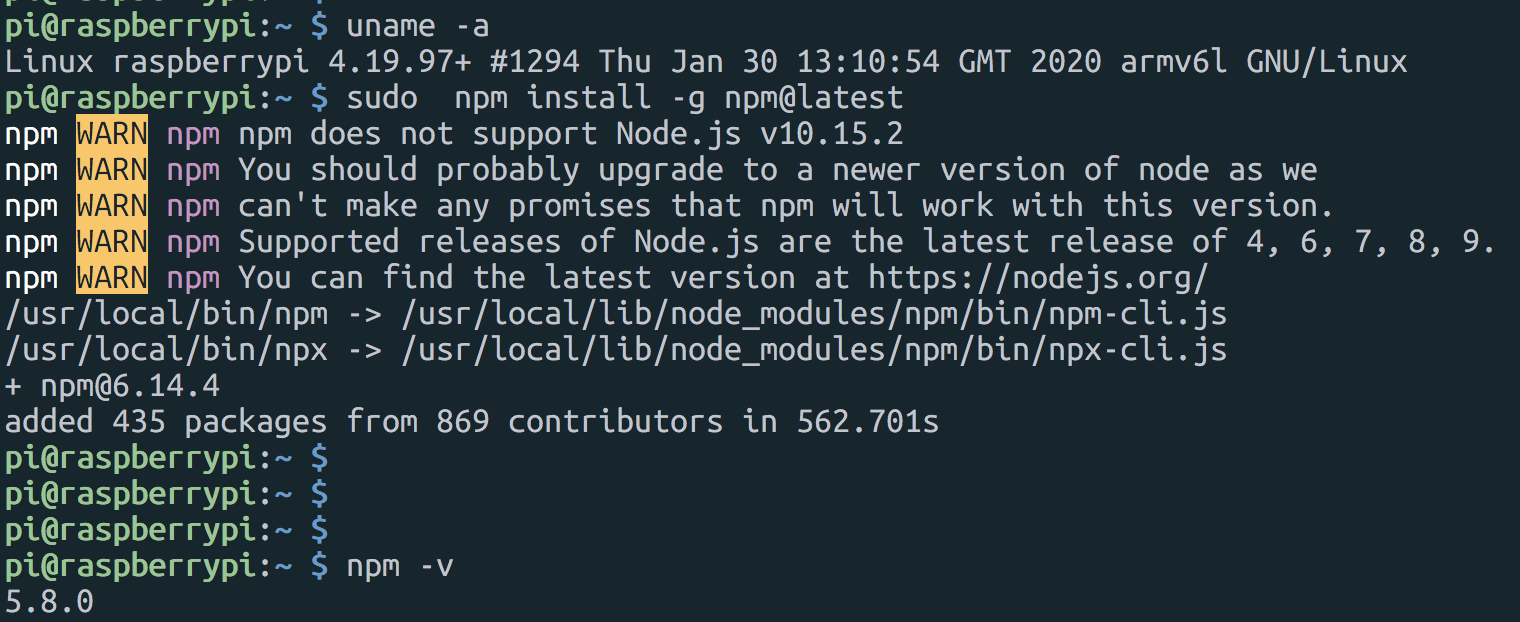 pi@raspberrypi:~ $ uname -a
Linux raspberrypi 4.19.97+ #1294 Thu Jan 30 13:10:54 GMT 2020 armv6l GNU/Linux
pi@raspberrypi:~ $ sudo  npm install -g npm@latest
npm WARN npm npm does not support Node.js v10.15.2
npm WARN npm You should probably upgrade to a newer version of node as we
npm WARN npm can't make any promises that npm will work with this version.
npm WARN npm Supported releases of Node.js are the latest release of 4, 6, 7, 8, 9.
npm WARN npm You can find the latest version at https://nodejs.org/
/usr/local/bin/npm -> /usr/local/lib/node_modules/npm/bin/npm-cli.js
/usr/local/bin/npx -> /usr/local/lib/node_modules/npm/bin/npx-cli.js
+ npm@6.14.4
added 435 packages from 869 contributors in 562.701s
pi@raspberrypi:~ $
pi@raspberrypi:~ $
pi@raspberrypi:~ $
pi@raspberrypi:~ $ npm -v
5.8.0